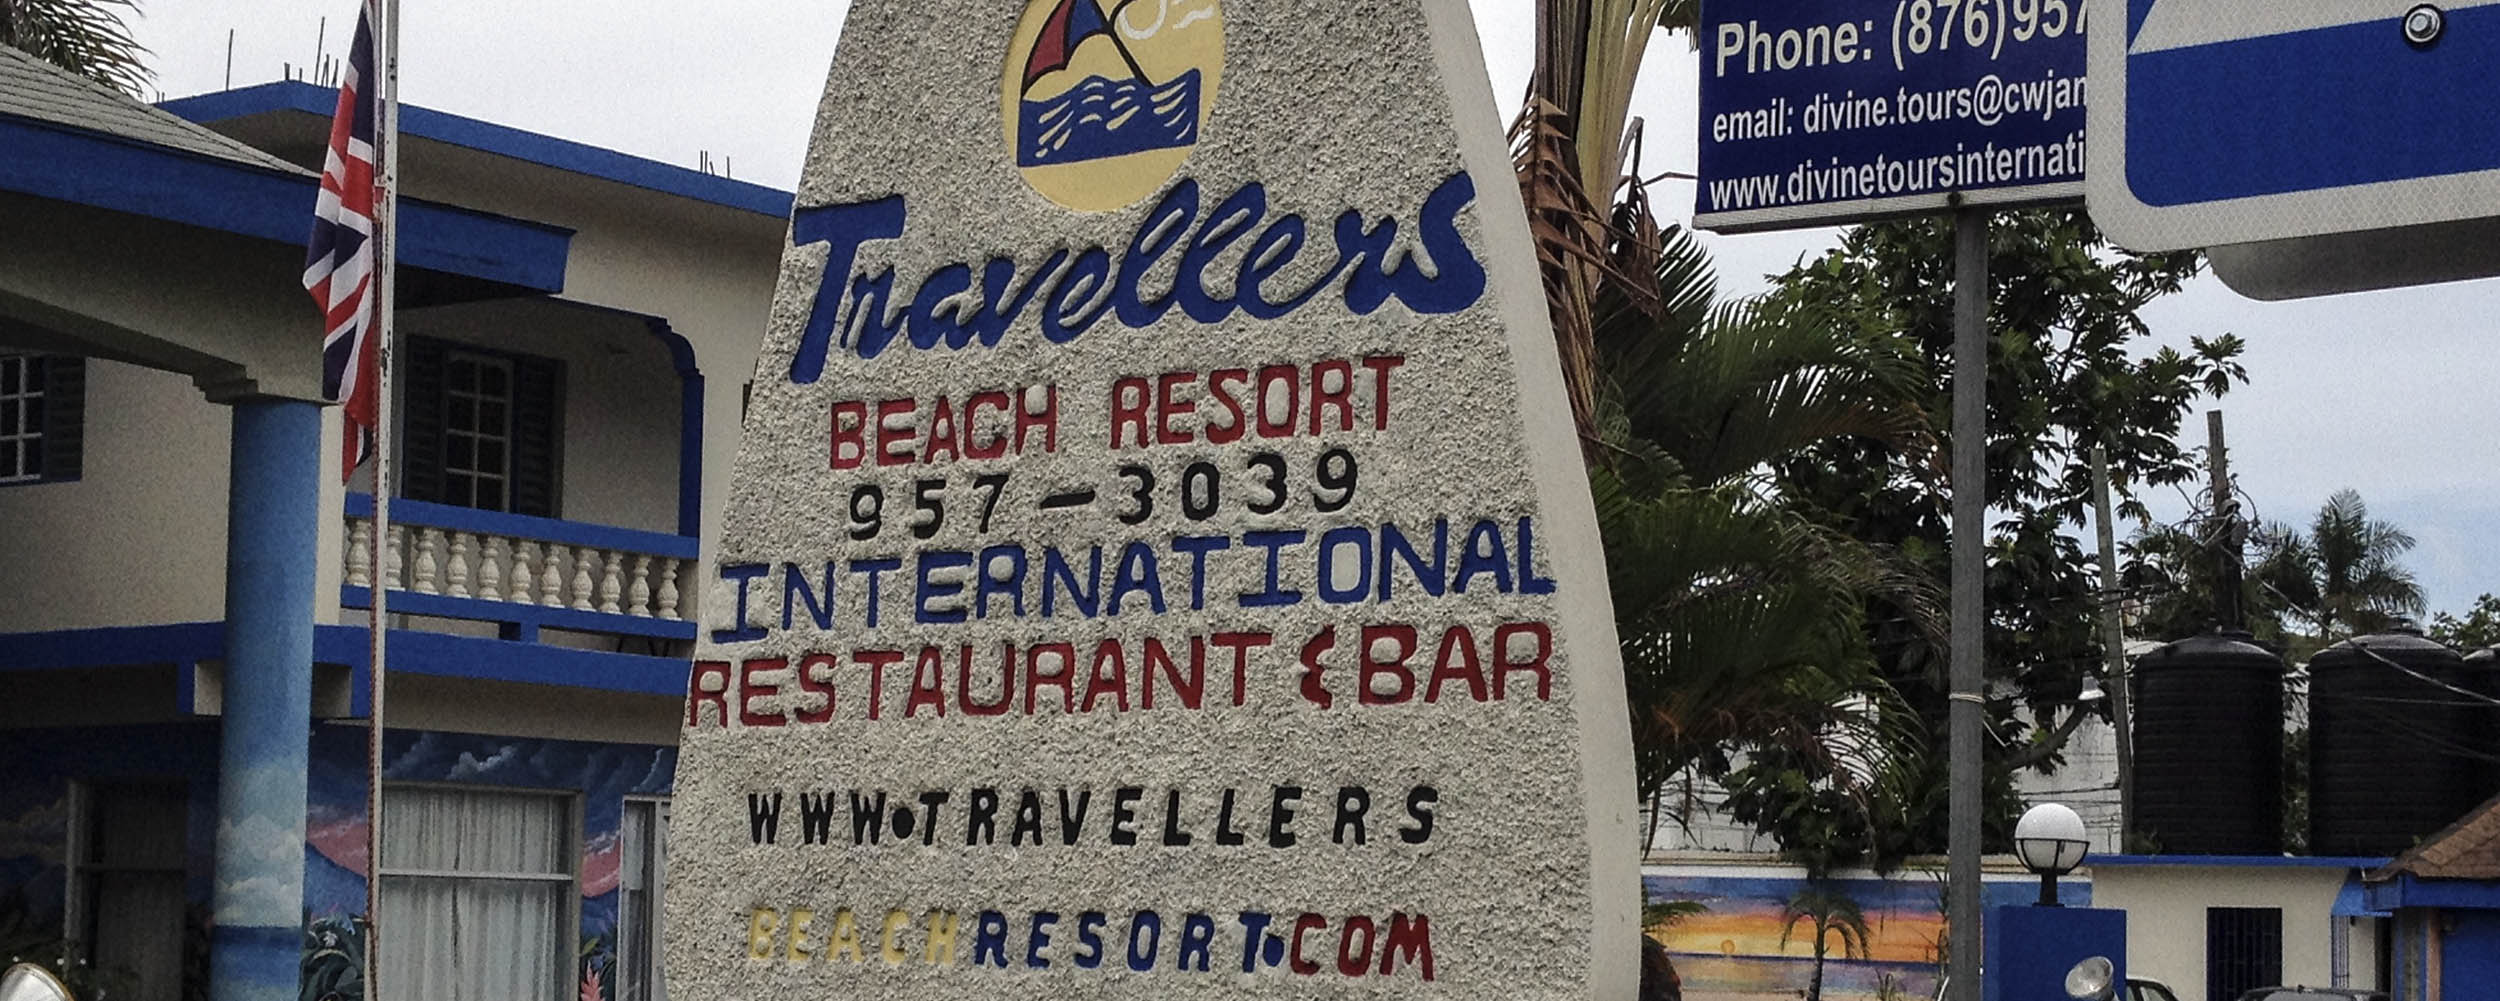 Travellers
BEACH RESORT
957-3039
INTERNATIONAL
RESTAURANT & BAR
WWW.TRAVELLERS
BEACHRESORT.COM
Phone: (876)957
email: divine.tours@cwjam
www.divinetoursinternati